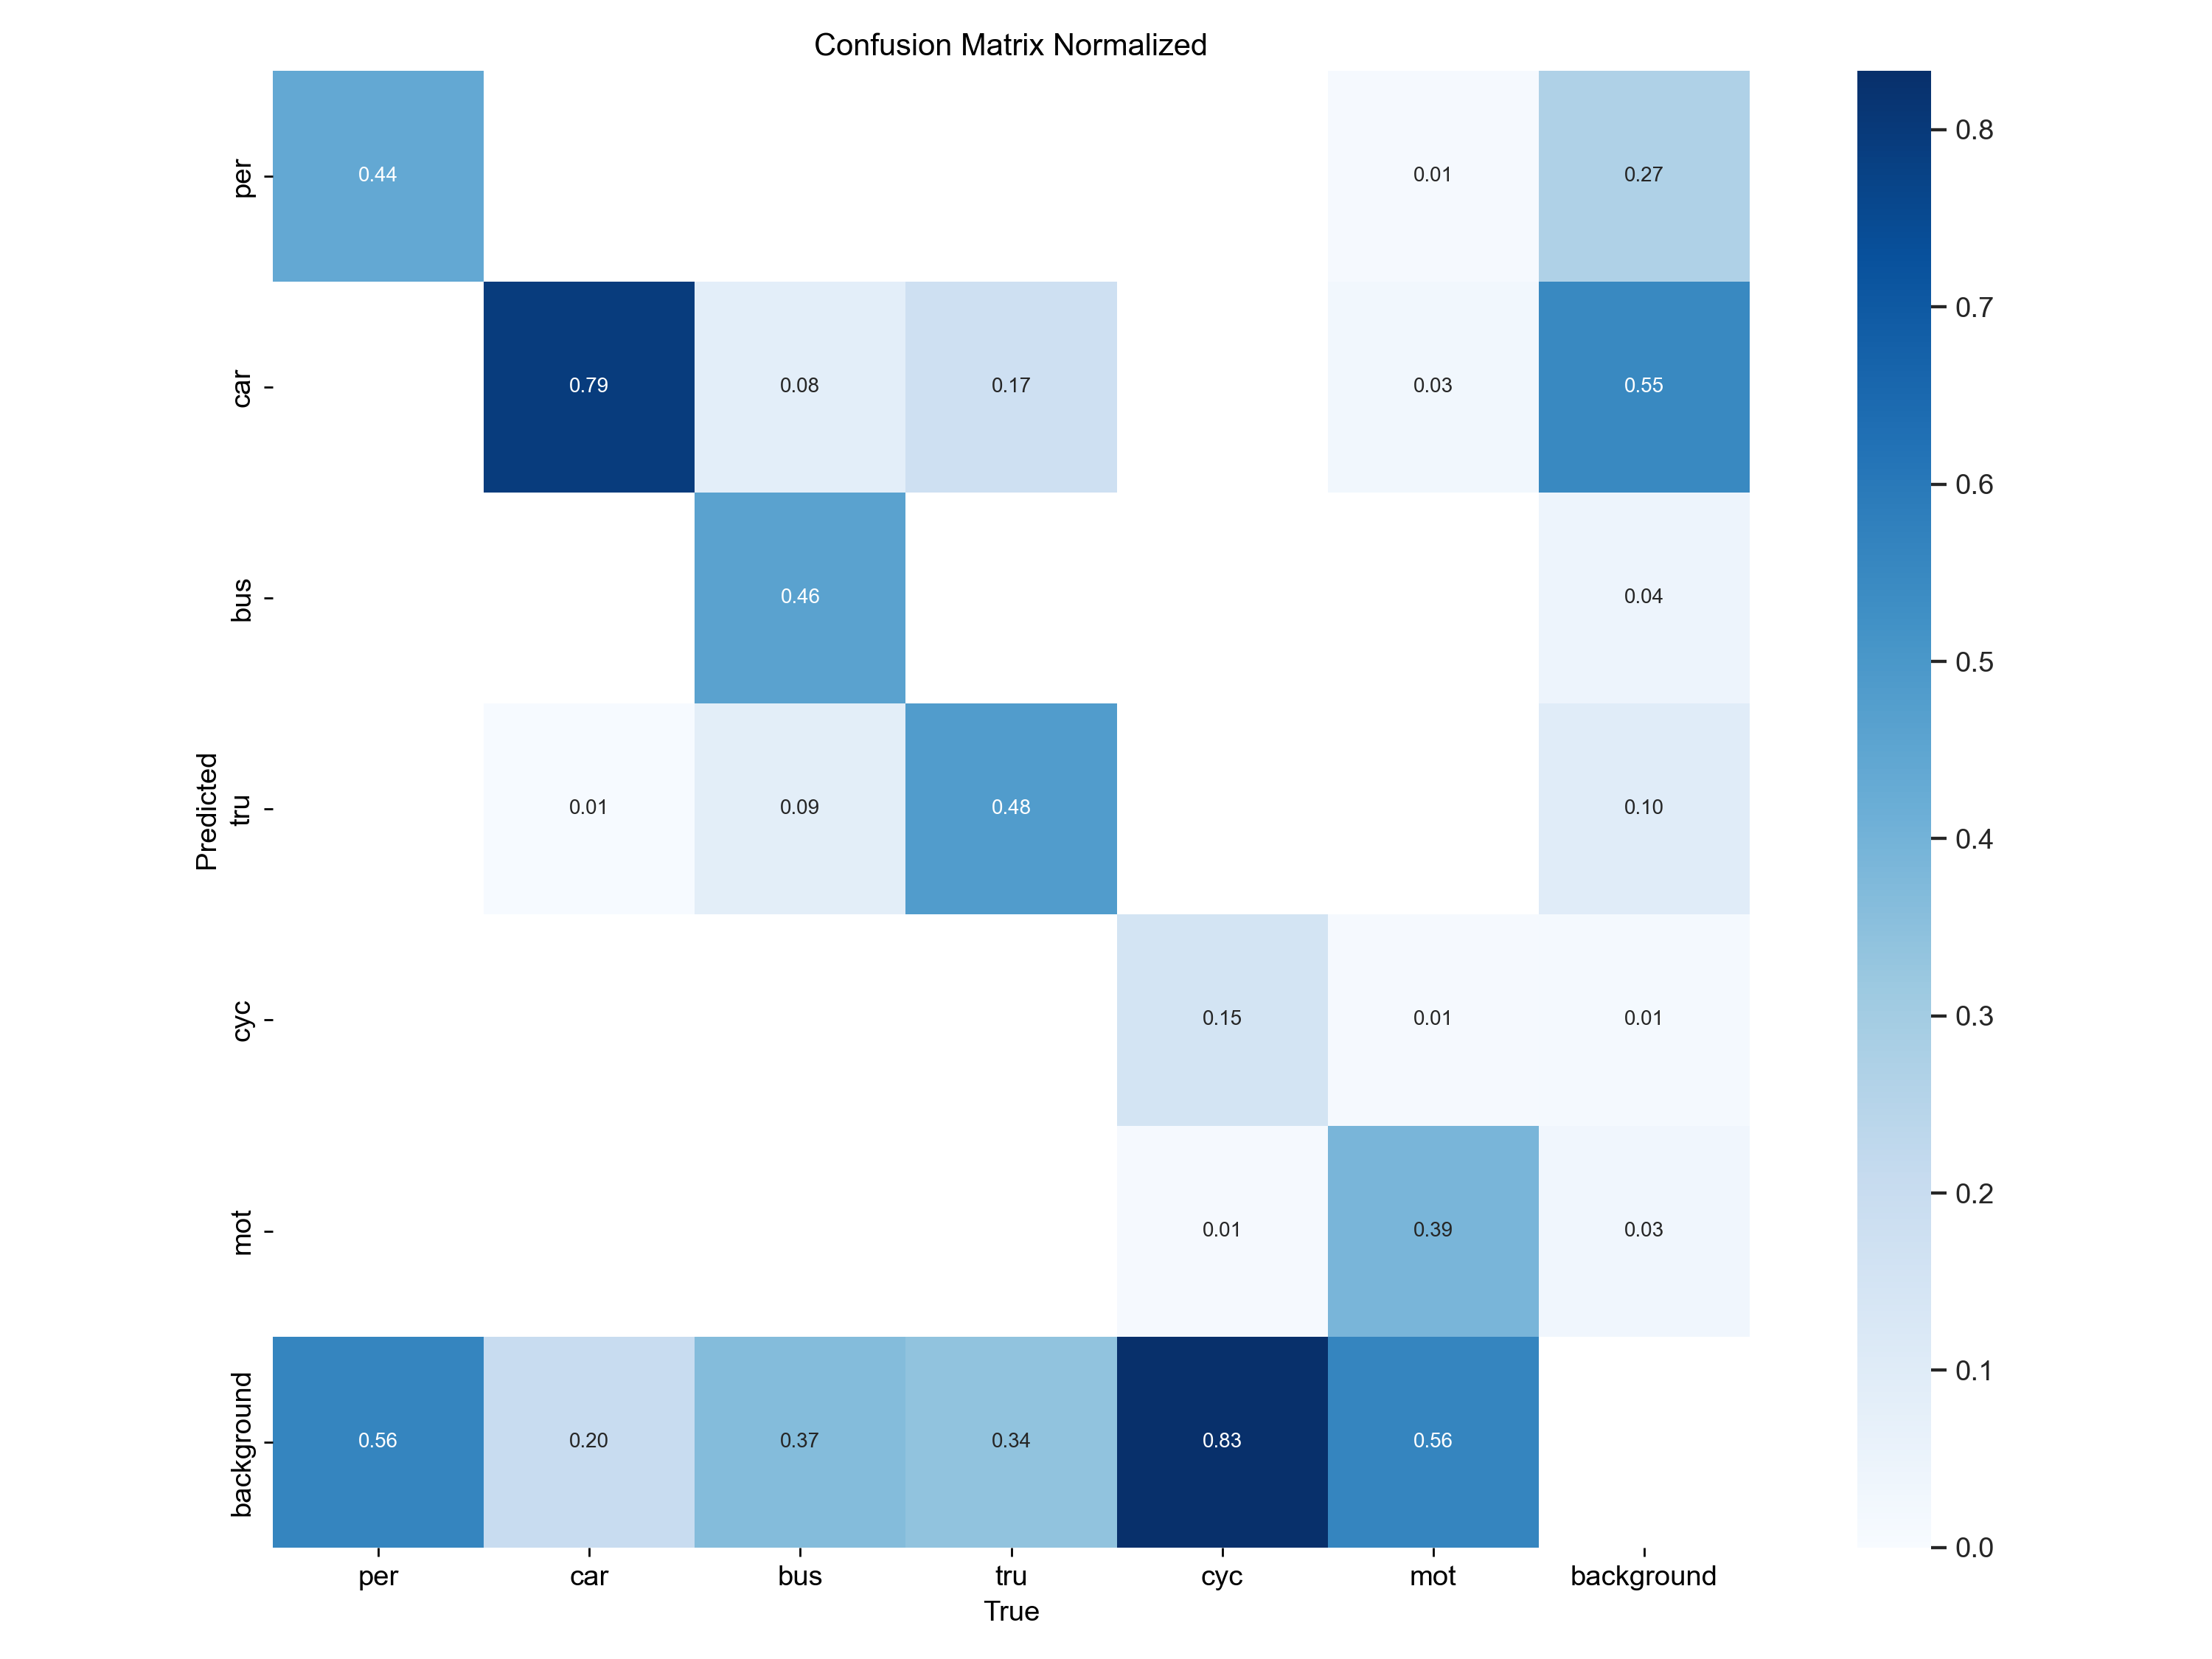 Confusion Matrix Normalized
per 0.44 0.01 0.27
car 0.79 0.08 0.17 0.03 0.55
bus 0.46 0.04
tru 0.01 0.09 0.48 0.10
cyc 0.15 0.01 0.01
mot 0.01 0.39 0.03
background 0.56 0.20 0.37 0.34 0.83 0.56
Predicted
per car bus tru cyc mot background
True
0.8
0.7
0.6
0.5
0.4
0.3
0.2
0.1
0.0